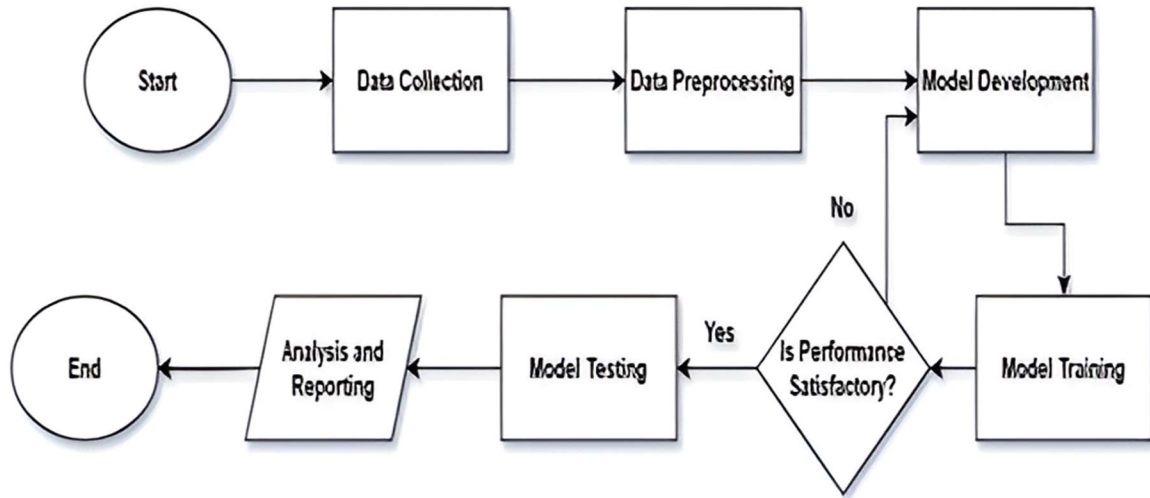 Start
Data Collection
Data Preprocessing
Model Development
No
Yes
Is Performance
Satisfactory?
Model Training
Model Testing
Analysis and
Reporting
End